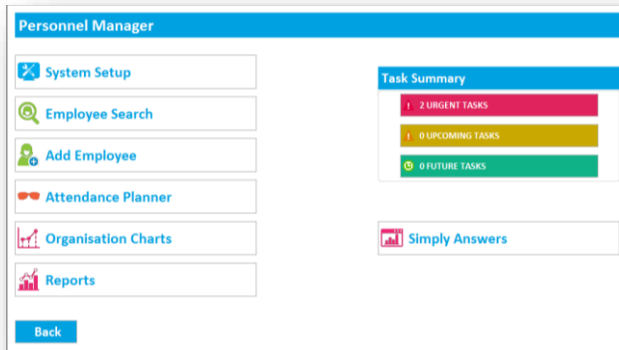 Personnel Manager
System Setup
Employee Search
Add Employee
Attendance Planner
Organisation Charts
Reports
Back
Task Summary
2 URGENT TASKS
0 UPCOMING TASKS
0 FUTURE TASKS
Simply Answers